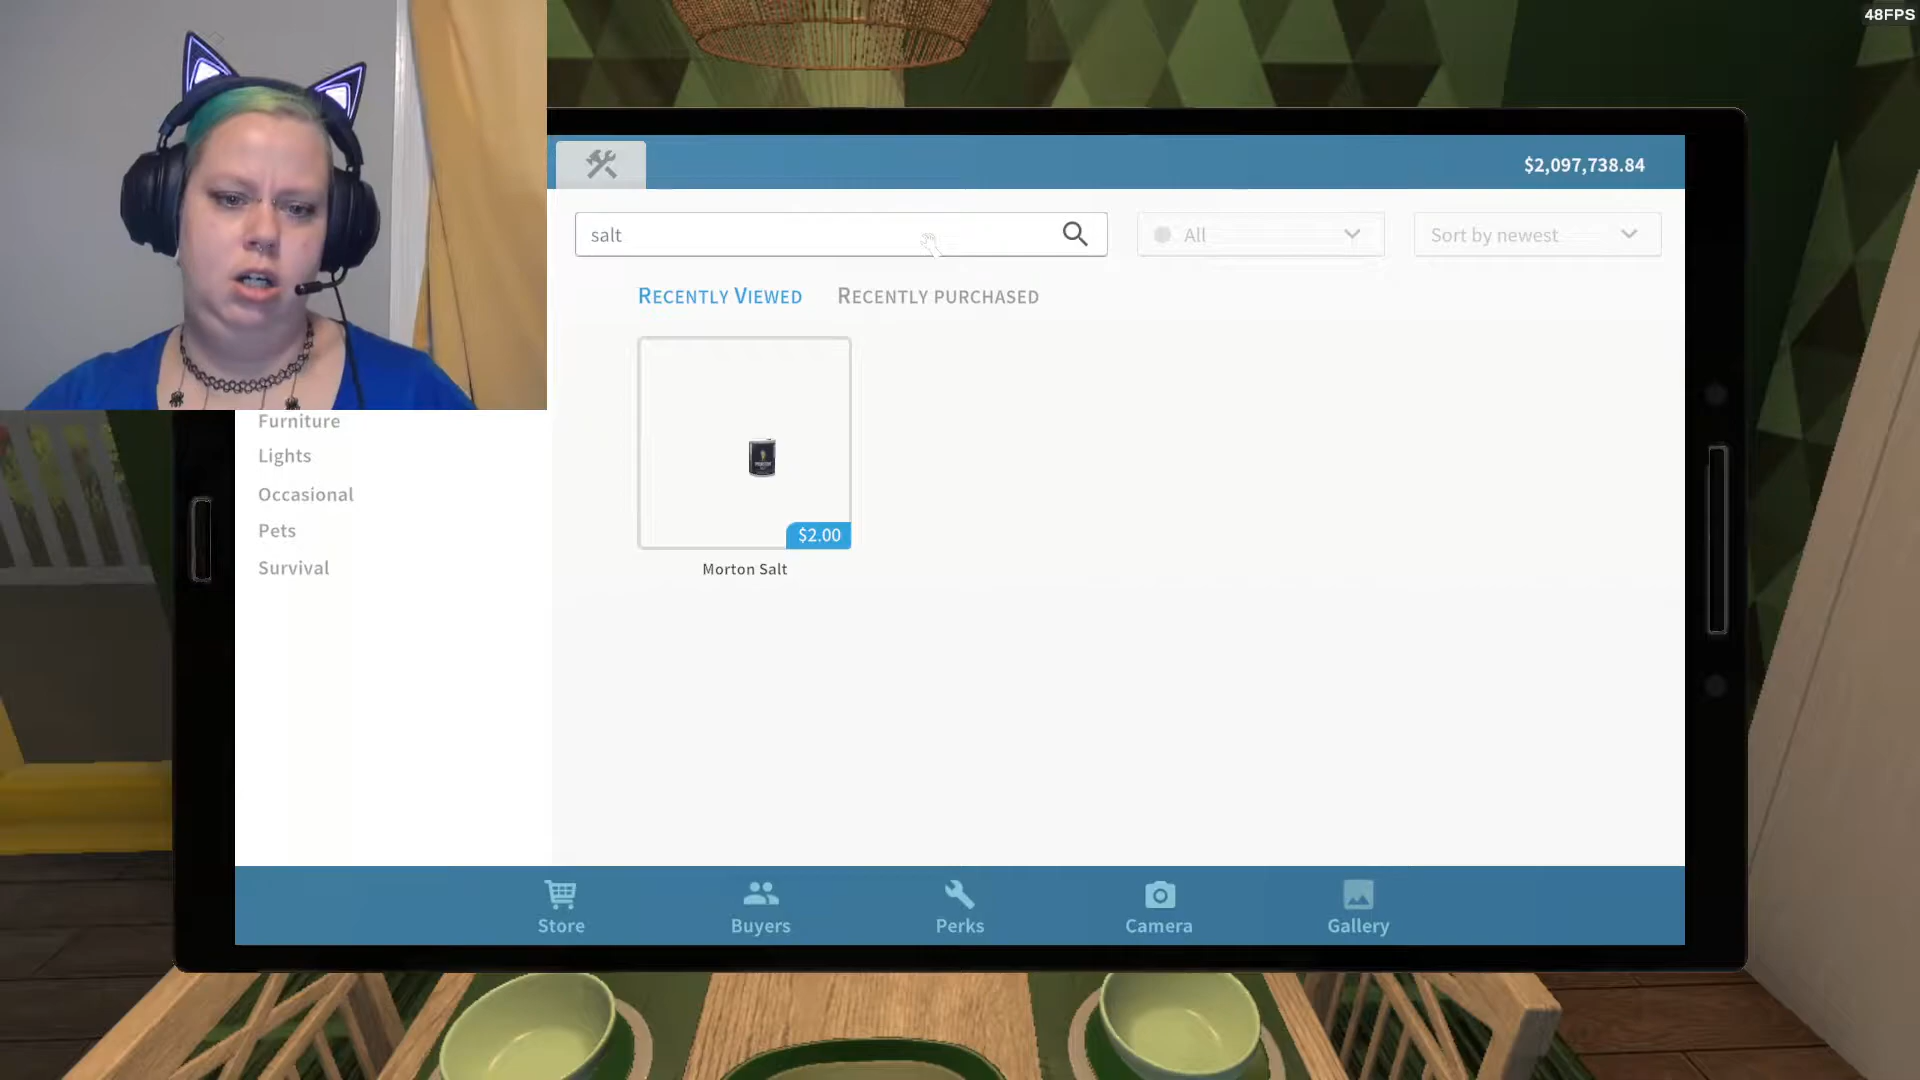 48FPS
$2,097,738.84
salt
All
Sort by newest
RECENTLY VIEWED
RECENTLY PURCHASED
$2.00
Morton Salt
Furniture
Lights
Occasional
Pets
Survival
Store
Buyers
Perks
Camera
Gallery